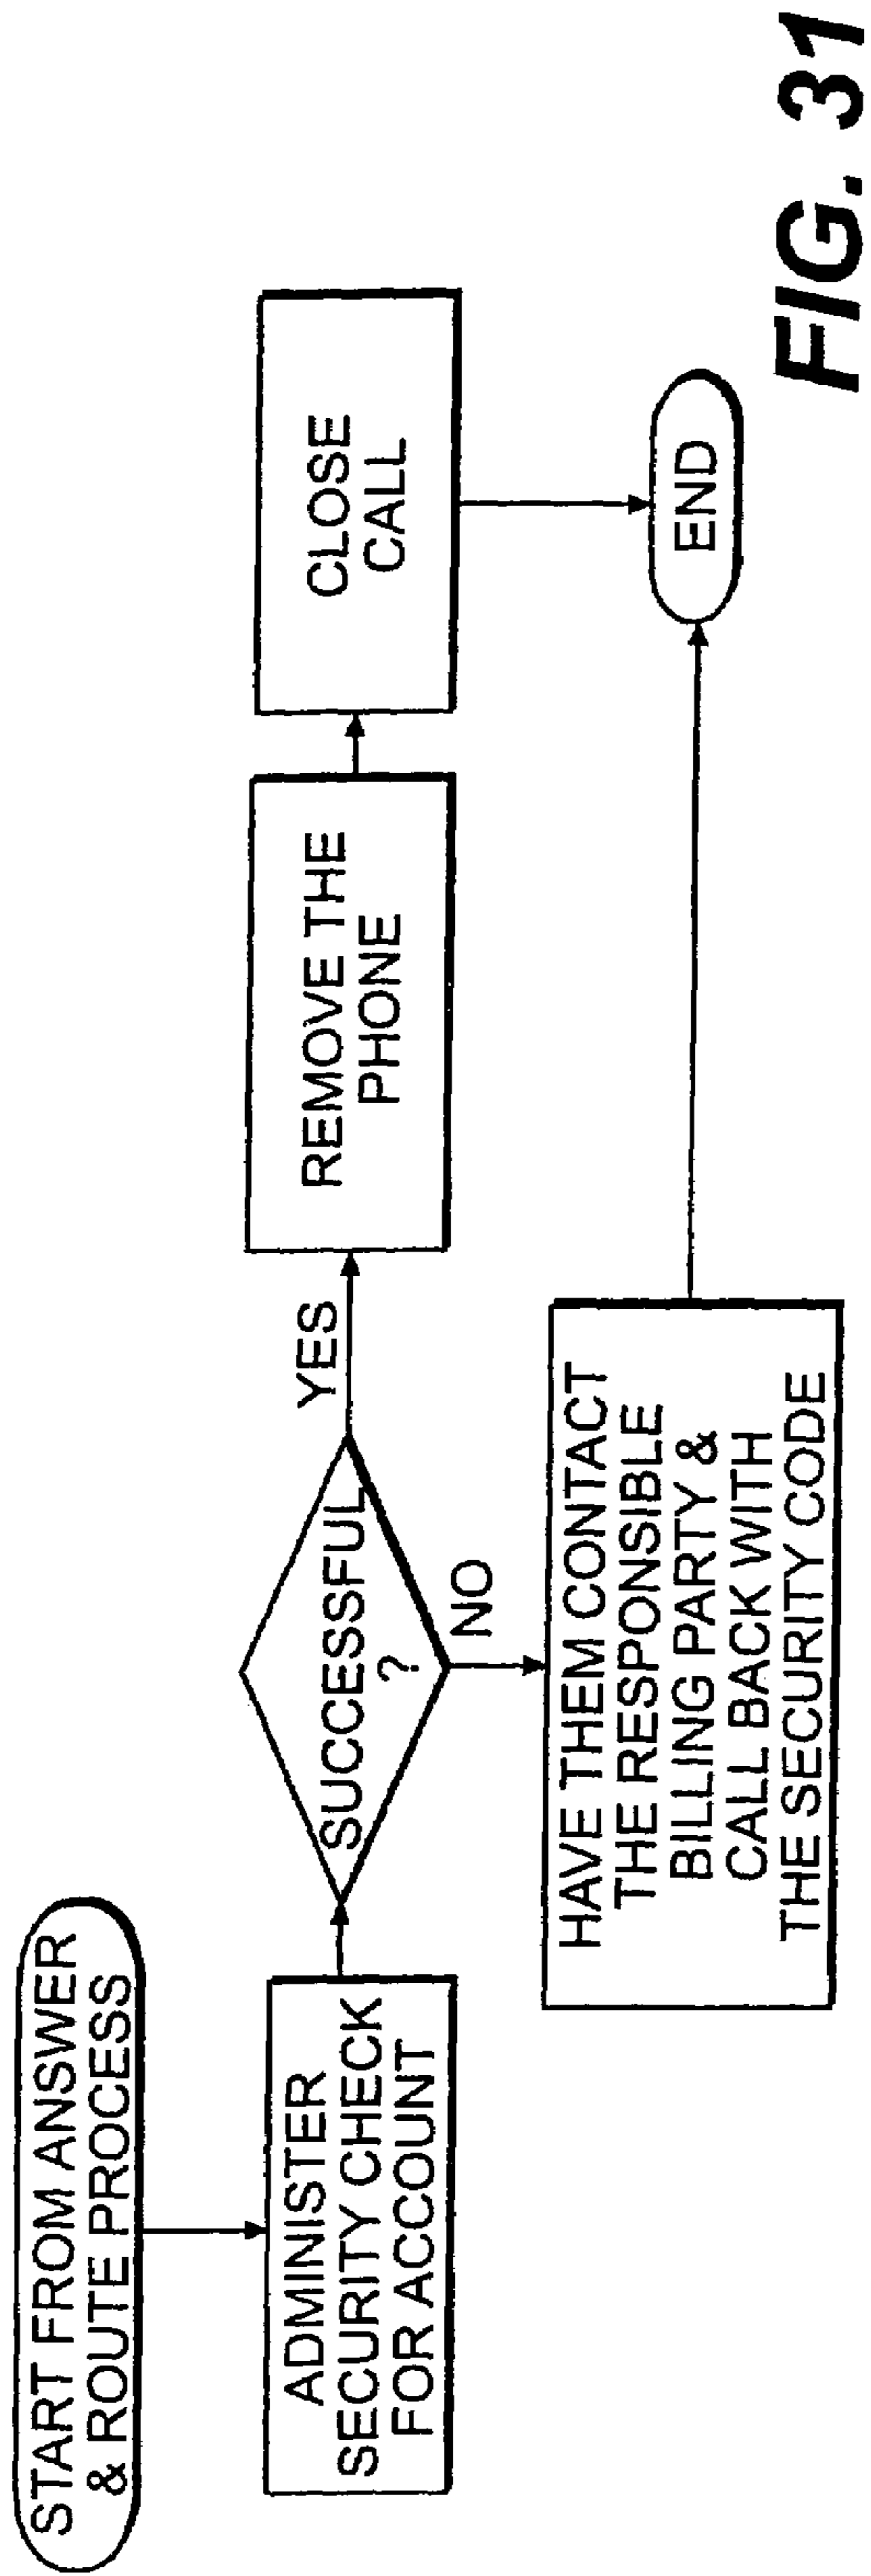 START FROM ANSWER
& ROUTE PROCESS
ADMINISTER
SECURITY CHECK
FOR ACCOUNT
SUCCESSFUL
?
YES
REMOVE THE
PHONE
CLOSE
CALL
NO
HAVE THEM CONTACT
THE RESPONSIBLE
BILLING PARTY &
CALL BACK WITH
THE SECURITY CODE
END
FIG. 31